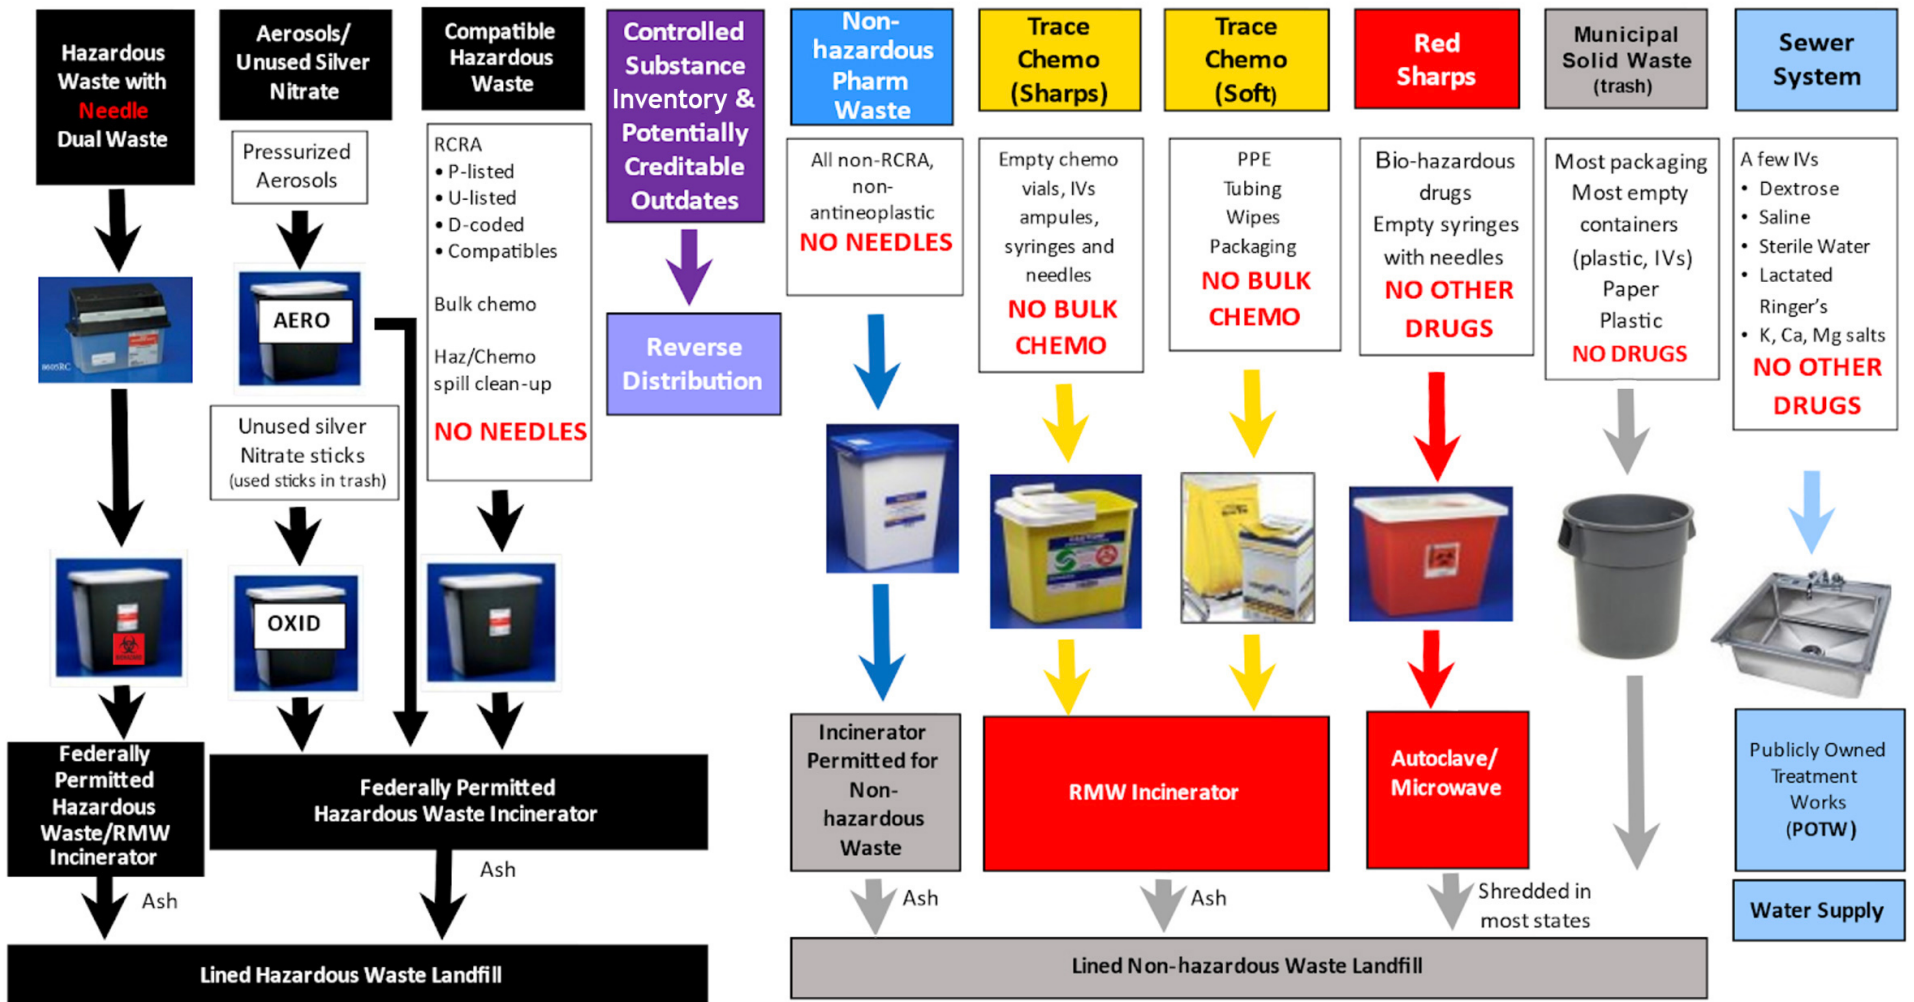 Hazardous
Waste with
Needle
Dual Waste
8605RC
Federally
Permitted
Hazardous
Waste/RMW
Incinerator
Ash
Aerosols/
Unused Silver
Nitrate
Pressurized
Aerosols
AERO
Unused silver
Nitrate sticks
(used sticks in trash)
OXID
Compatible
Hazardous
Waste
RCRA
• P-listed
• U-listed
• D-coded
• Compatibles
Bulk chemo
Haz/Chemo
spill clean-up
NO NEEDLES
Federally Permitted
Hazardous Waste Incinerator
Ash
Lined Hazardous Waste Landfill
Controlled
Substance
Inventory &
Potentially
Creditable
Outdates
Reverse
Distribution
Non-
hazardous
Pharm
Waste
All non-RCRA,
non-
antineoplastic
NO NEEDLES
Incinerator
Permitted for
Non-
hazardous
Waste
Ash
Trace
Chemo
(Sharps)
Empty chemo
vials, IVs
ampules,
syringes and
needles
NO BULK
CHEMO
Trace
Chemo
(Soft)
PPE
Tubing
Wipes
Packaging
NO BULK
CHEMO
RMW Incinerator
Ash
Red
Sharps
Bio-hazardous
drugs
Empty syringes
with needles
NO OTHER
DRUGS
Autoclave/
Microwave
Shredded in
most states
Municipal
Solid Waste
(trash)
Most packaging
Most empty
containers
(plastic, IVs)
Paper
Plastic
NO DRUGS
Lined Non-hazardous Waste Landfill
Sewer
System
A few IVs
• Dextrose
• Saline
• Sterile Water
• Lactated
Ringer's
• K, Ca, Mg salts
NO OTHER
DRUGS
Publicly Owned
Treatment
Works
(POTW)
Water Supply